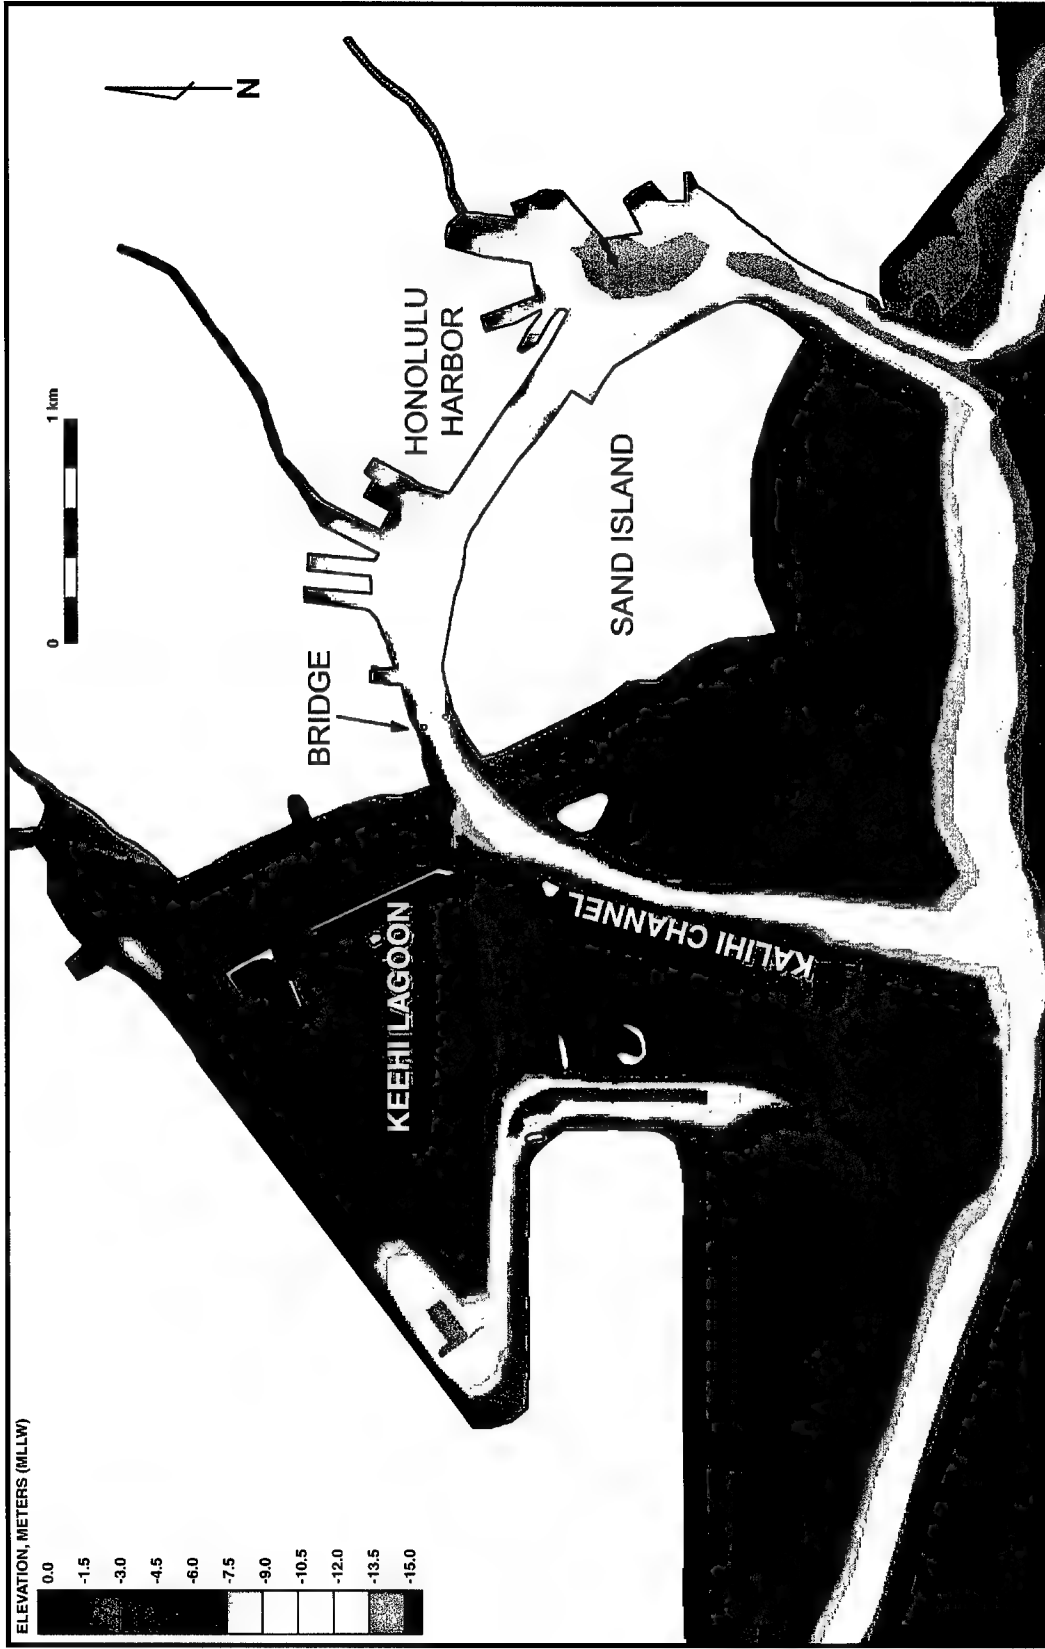 ELEVATION, METERS (MLLW)
0.0
-1.5
-3.0
-4.5
-6.0
-7.5
-9.0
-10.5
-12.0
-13.5
-15.0
KEEHI LAGOON
KALIHI CHANNEL
BRIDGE
SAND ISLAND
HONOLULU
HARBOR
0
1 km
N